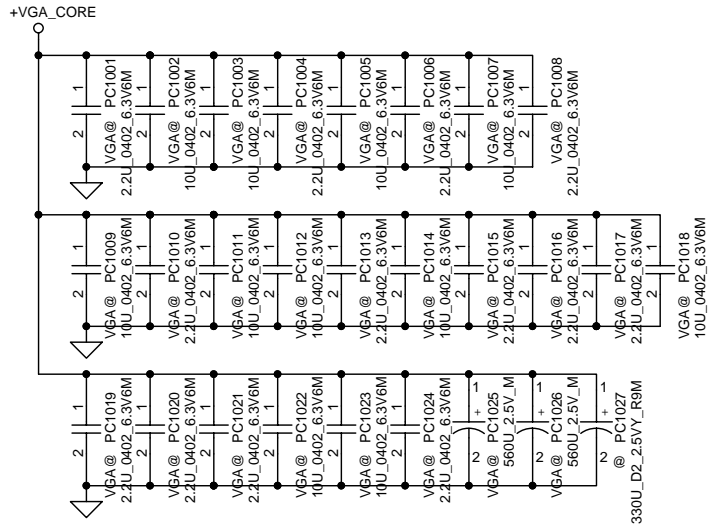 +VGA_CORE
1
2
VGA@ PC1001
2.2U_0402_6.3V6M
1
2
VGA@ PC1002
10U_0402_6.3V6M
1
2
VGA@ PC1003
10U_0402_6.3V6M
1
2
VGA@ PC1004
2.2U_0402_6.3V6M
1
2
VGA@ PC1005
10U_0402_6.3V6M
1
2
VGA@ PC1006
2.2U_0402_6.3V6M
1
2
VGA@ PC1007
10U_0402_6.3V6M
1
2
VGA@ PC1008
2.2U_0402_6.3V6M
1
2
VGA@ PC1009
10U_0402_6.3V6M
1
2
VGA@ PC1010
2.2U_0402_6.3V6M
1
2
VGA@ PC1011
10U_0402_6.3V6M
1
2
VGA@ PC1012
10U_0402_6.3V6M
1
2
VGA@ PC1013
2.2U_0402_6.3V6M
1
2
VGA@ PC1014
10U_0402_6.3V6M
1
2
VGA@ PC1015
2.2U_0402_6.3V6M
1
2
VGA@ PC1016
2.2U_0402_6.3V6M
1
2
VGA@ PC1017
2.2U_0402_6.3V6M
1
2
VGA@ PC1018
10U_0402_6.3V6M
1
2
VGA@ PC1019
2.2U_0402_6.3V6M
1
2
VGA@ PC1020
2.2U_0402_6.3V6M
1
2
VGA@ PC1021
2.2U_0402_6.3V6M
1
2
VGA@ PC1022
10U_0402_6.3V6M
1
2
VGA@ PC1023
10U_0402_6.3V6M
1
2
VGA@ PC1024
2.2U_0402_6.3V6M
1
+
2
VGA@ PC1025
560U_2.5V_M
1
+
2
VGA@ PC1026
560U_2.5V_M
1
+
2
@ PC1027
330U_D2_2.5VY_R9M